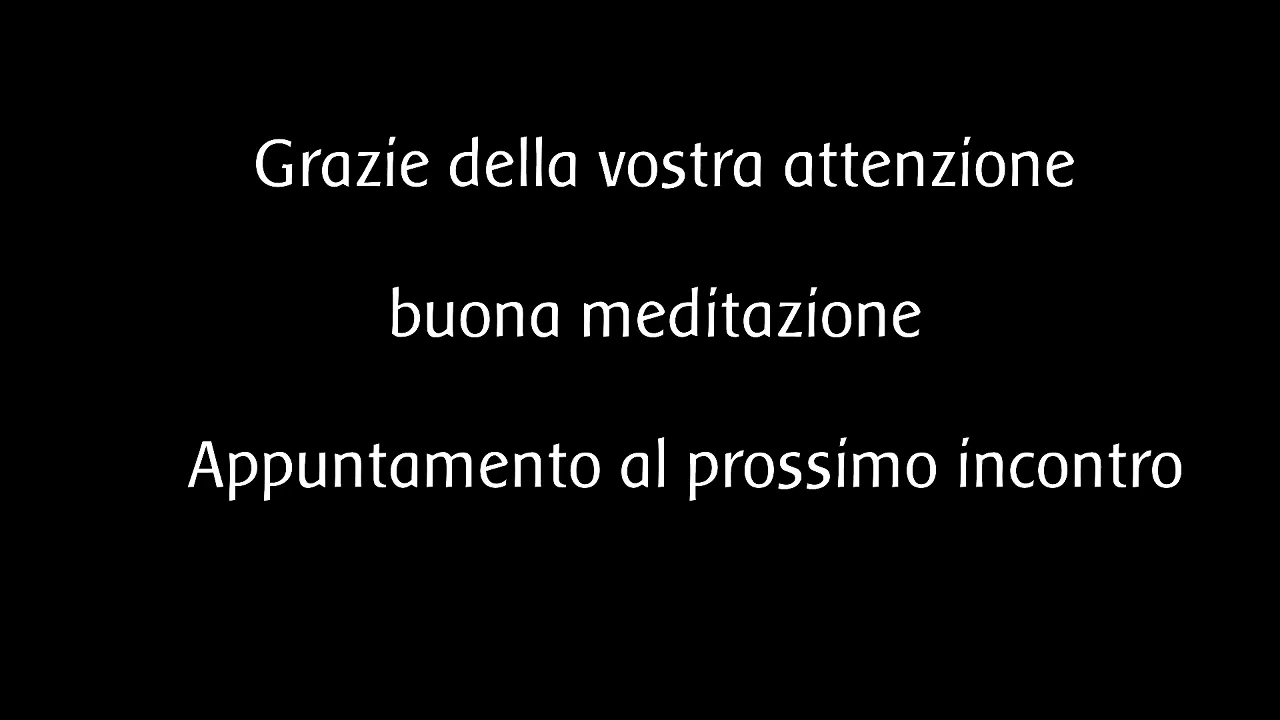 Grazie della vostra attenzione
buona meditazione
Appuntamento al prossimo incontro